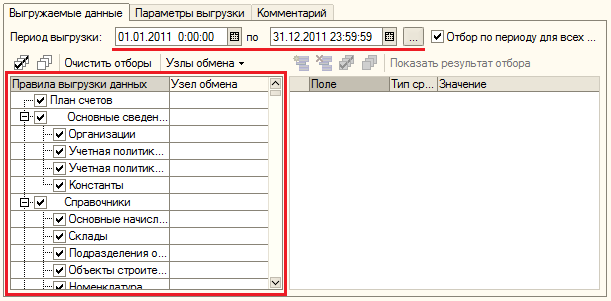 Выгружаемые данные Параметры выгрузки Комментарий
Период выгрузки: 01.01.2011 0:00:00 по 31.12.2011 23:59:59 ... Отбор по периоду для всех ...
Очистить отборы Узлы обмена Показать результат отбора
Правила выгрузки данных Узел обмена Поле Тип ср... Значение
План счетов
Основные сведен...
Организации
Учетная политик...
Учетная политик...
Константы
Справочники
Основные начисл...
Склады
Подразделения о...
Объекты строите...
Номенклатура